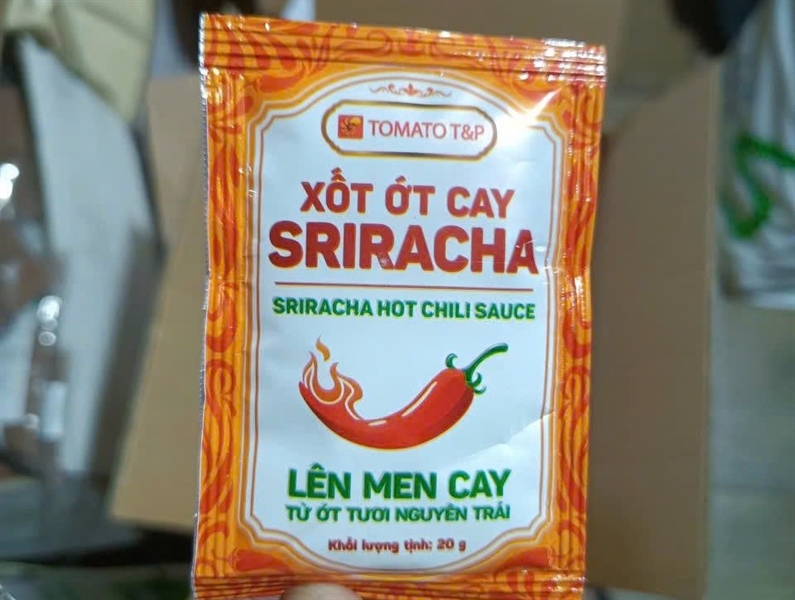 TOMATO T&P
XỐT ỚT CAY
SRIRACHA
SRIRACHA HOT CHILI SAUCE
LÊN MEN CAY
TỪ ỚT TƯƠI NGUYÊN TRÁI
Khối lượng tịnh: 20 g